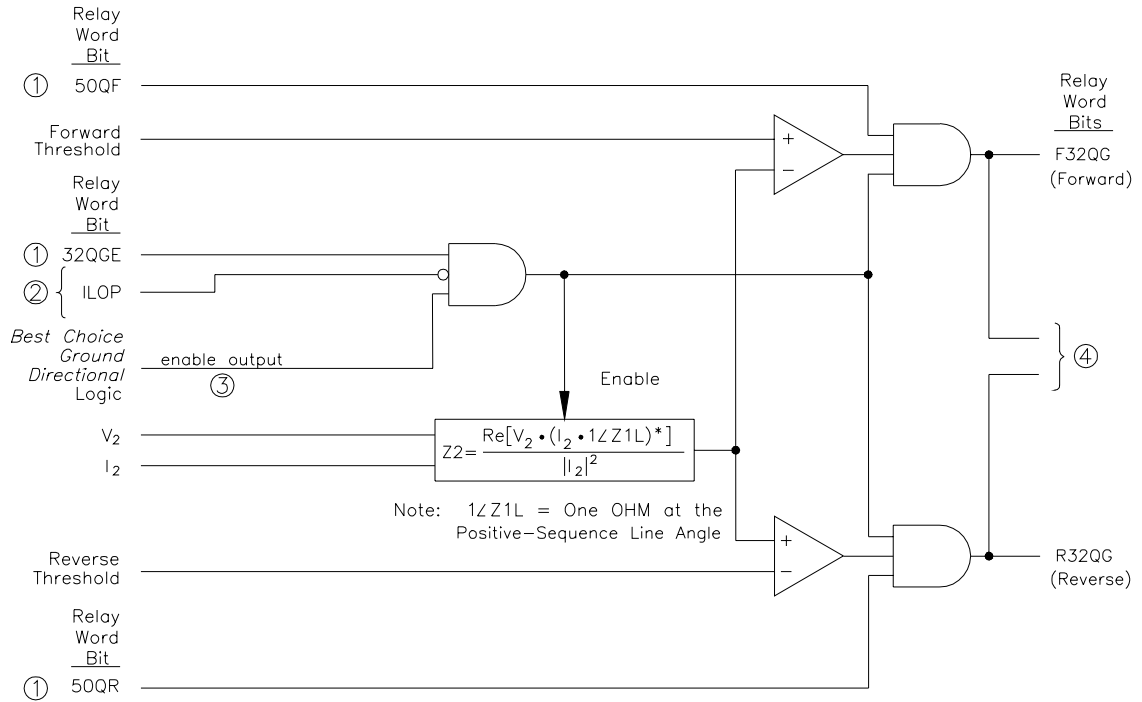 Relay
Word
Bit
① 50QF
Forward
Threshold
Relay
Word
Bit
① 32QGE
② { ILOP
Best Choice
Ground
Directional
Logic
enable output
③
V₂
I₂
Enable
Z2= Re[V₂ • (I₂ • 1∠Z1L)*] / |I₂|²
Note: 1∠Z1L = One OHM at the
Positive-Sequence Line Angle
Reverse
Threshold
Relay
Word
Bit
① 50QR
+
−
+
−
Relay
Word
Bits
F32QG
(Forward)
} ④
R32QG
(Reverse)